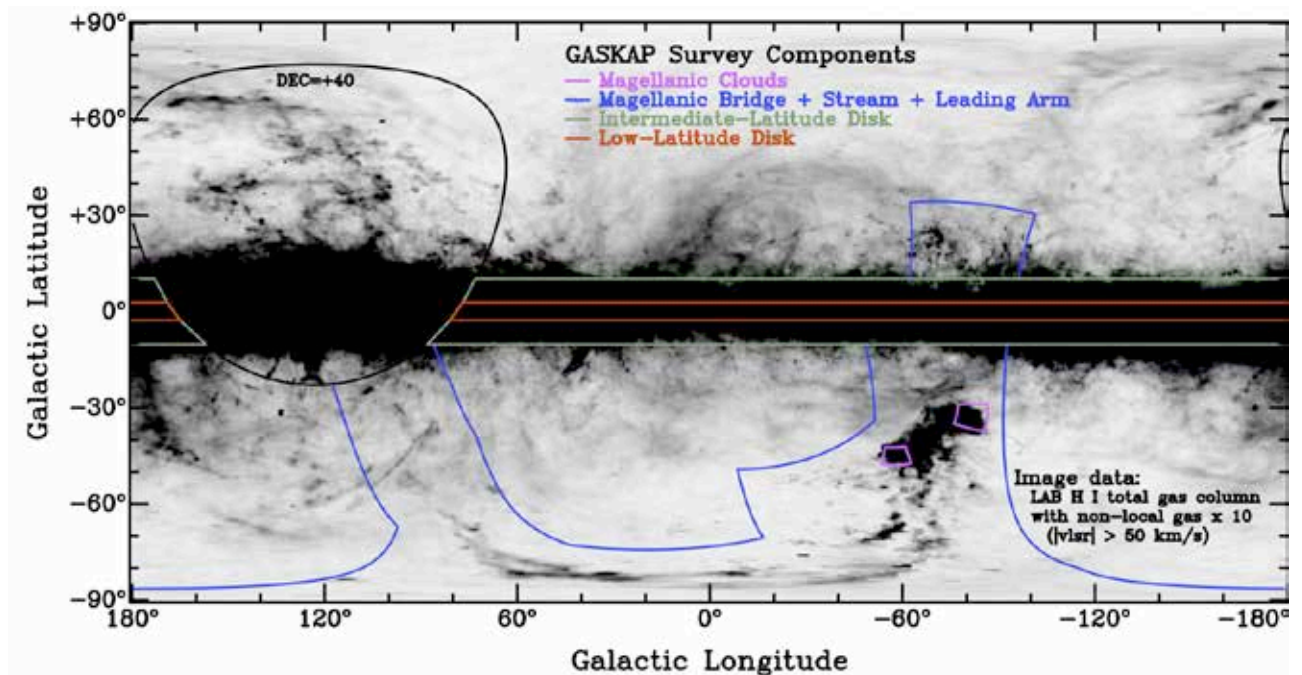 +90°
+60°
+30°
0°
−30°
−60°
−90°
Galactic Latitude
DEC=+40
GASKAP Survey Components
Magellanic Clouds
Magellanic Bridge + Stream + Leading Arm
Intermediate-Latitude Disk
Low-Latitude Disk
Image data:
LAB H I total gas column
with non-local gas x 10
(|vlsr| > 50 km/s)
180° 120° 60° 0° −60° −120° −180°
Galactic Longitude